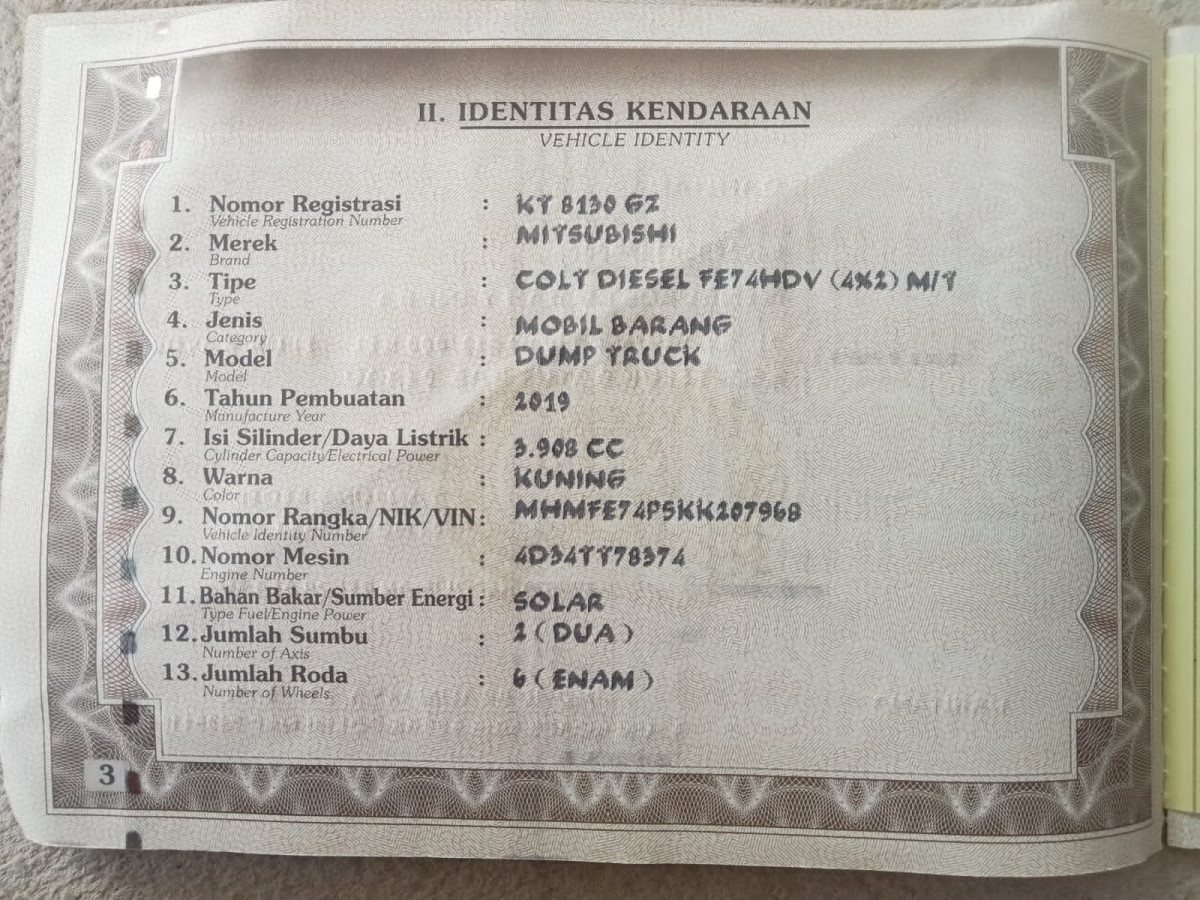 II. IDENTITAS KENDARAAN
VEHICLE IDENTITY
1. Nomor Registrasi : KT 8130 GZ
Vehicle Registration Number
2. Merek : MITSUBISHI
Brand
3. Tipe : COLT DIESEL FE74HDV (4X2) M/T
Type
4. Jenis : MOBIL BARANG
Category
5. Model : DUMP TRUCK
Model
6. Tahun Pembuatan : 2019
Manufacture Year
7. Isi Silinder/Daya Listrik : 3.908 CC
Cylinder Capacity/Electrical Power
8. Warna : KUNING
Color
9. Nomor Rangka/NIK/VIN : MHMFE74P5KK207968
Vehicle Identity Number
10. Nomor Mesin : 4D34TT78374
Engine Number
11. Bahan Bakar/Sumber Energi : SOLAR
Type Fuel/Engine Power
12. Jumlah Sumbu : 2 ( DUA )
Number of Axis
13. Jumlah Roda : 6 ( ENAM )
Number of Wheels
3